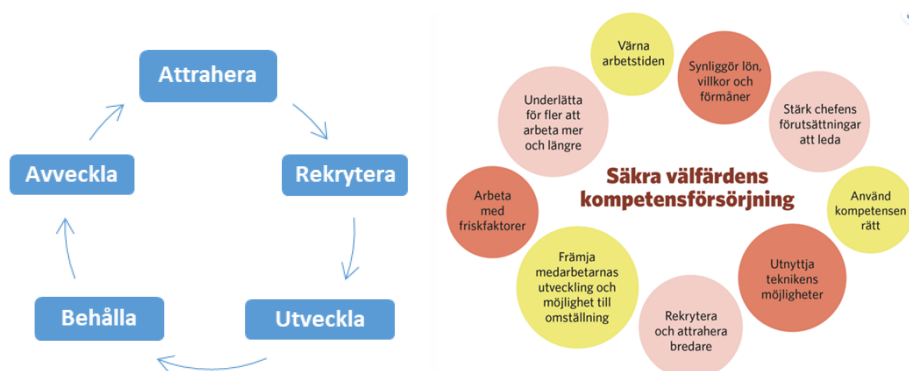 Attrahera
Rekrytera
Utveckla
Behålla
Avveckla
Säkra välfärdens
kompetensförsörjning
Värna
arbetstiden
Synliggör lön,
villkor och
förmåner
Stärk chefens
förutsättningar
att leda
Använd
kompetensen
rätt
Utnyttja
teknikens
möjligheter
Rekrytera
och attrahera
bredare
Främja
medarbetarnas
utveckling och
möjlighet till
omställning
Arbeta
med
friskfaktorer
Underlätta
för fler att
arbeta mer
och längre